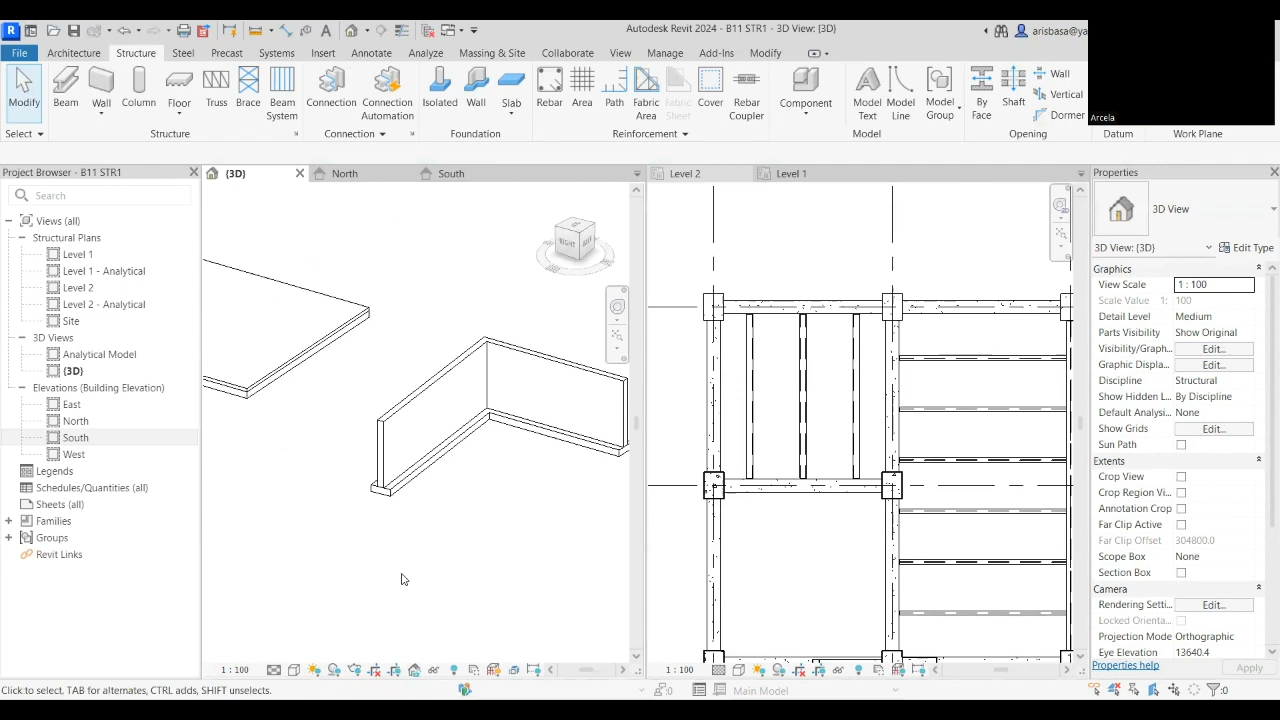 Autodesk Revit 2024 - B11 STR1 - 3D View: {3D}
arisbasa@ya
File Architecture Structure Steel Precast Systems Insert Annotate Analyze Massing & Site Collaborate View Manage Add-Ins Modify
Modify Beam Wall Column Floor Truss Brace Beam System Connection Connection Automation Isolated Wall Slab Rebar Area Path Fabric Area Fabric Sheet Cover Rebar Coupler Component Model Text Model Line Model Group By Face Shaft Wall Vertical Dormer
Arcela
Select Structure Connection Foundation Reinforcement Model Opening Datum Work Plane
Project Browser - B11 STR1
Search
Views (all)
Structural Plans
Level 1
Level 1 - Analytical
Level 2
Level 2 - Analytical
Site
3D Views
Analytical Model
{3D}
Elevations (Building Elevation)
East
North
South
West
Legends
Schedules/Quantities (all)
Sheets (all)
Families
Groups
Revit Links
{3D} North South
RIGHT
1 : 100
Level 2 Level 1
1 : 100
Properties
3D View
3D View: {3D} Edit Type
Graphics
View Scale 1 : 100
Scale Value 1: 100
Detail Level Medium
Parts Visibility Show Original
Visibility/Graph... Edit...
Graphic Displa... Edit...
Discipline Structural
Show Hidden L... By Discipline
Default Analysi... None
Show Grids Edit...
Sun Path
Extents
Crop View
Crop Region Vi...
Annotation Crop
Far Clip Active
Far Clip Offset 304800.0
Scope Box None
Section Box
Camera
Rendering Setti... Edit...
Locked Orienta...
Projection Mode Orthographic
Eye Elevation 13640.4
Properties help Apply
Click to select, TAB for alternates, CTRL adds, SHIFT unselects.
:0
Main Model
:0